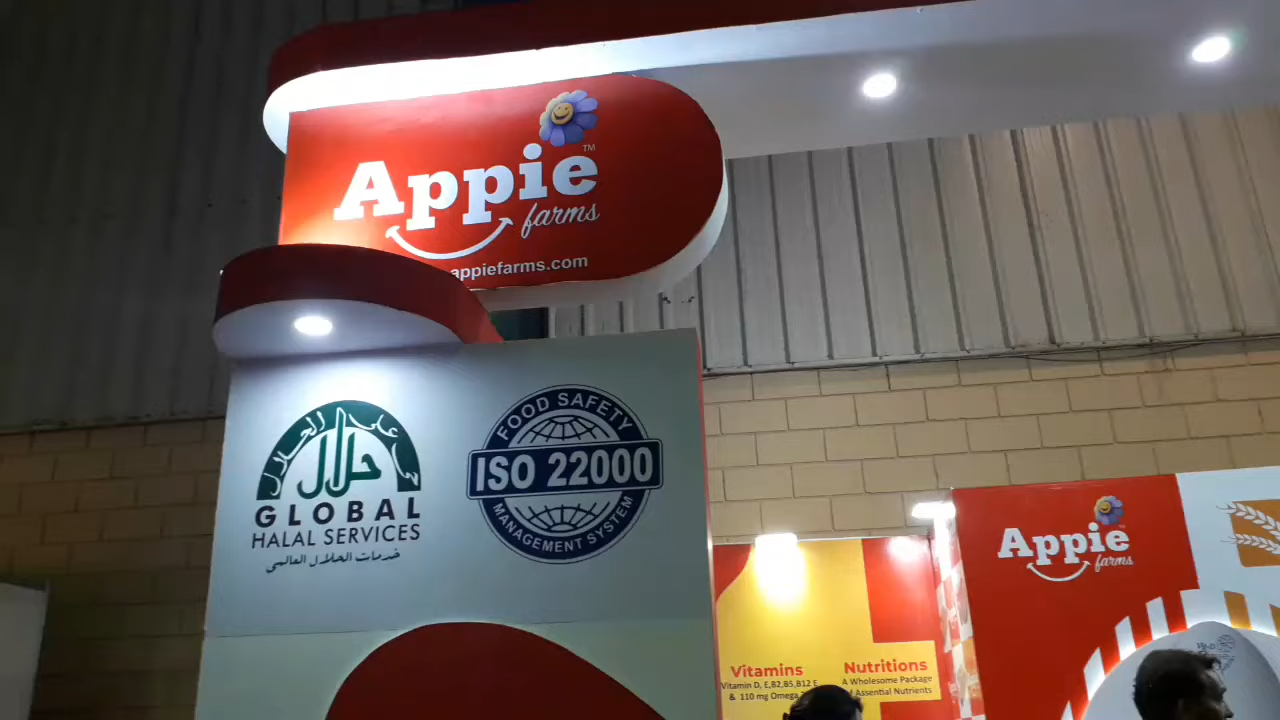 Appie
TM
farms
appiefarms.com
حلال
GLOBAL
HALAL SERVICES
خدمات الحلال العالمي
FOOD SAFETY
ISO 22000
MANAGEMENT SYSTEM
Appie
farms
Vitamins
Vitamin D, E,B2,B5,B12 E
& 110 mg Omega
Nutritions
A Wholesome Package
Assential Nutrients